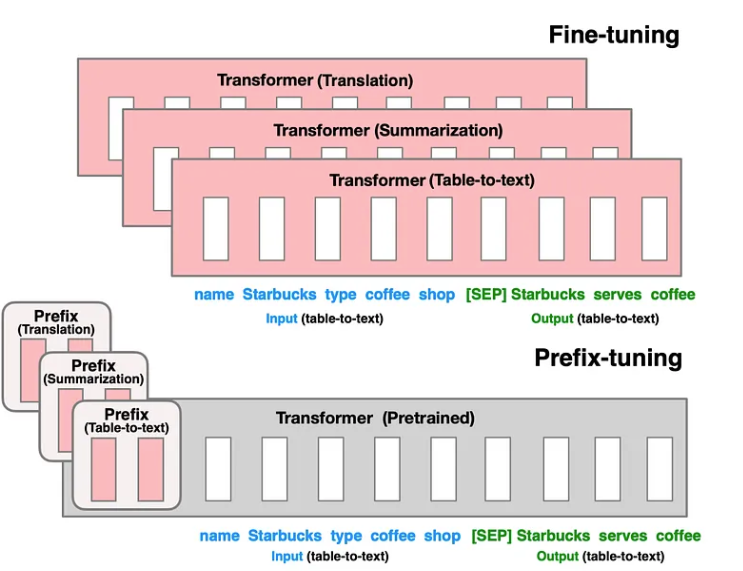 Fine-tuning
Transformer (Translation)
Transformer (Summarization)
Transformer (Table-to-text)
name Starbucks type coffee shop [SEP] Starbucks serves coffee
Input (table-to-text) Output (table-to-text)
Prefix-tuning
Prefix
(Translation)
Prefix
(Summarization)
Prefix
(Table-to-text)
Transformer (Pretrained)
name Starbucks type coffee shop [SEP] Starbucks serves coffee
Input (table-to-text) Output (table-to-text)